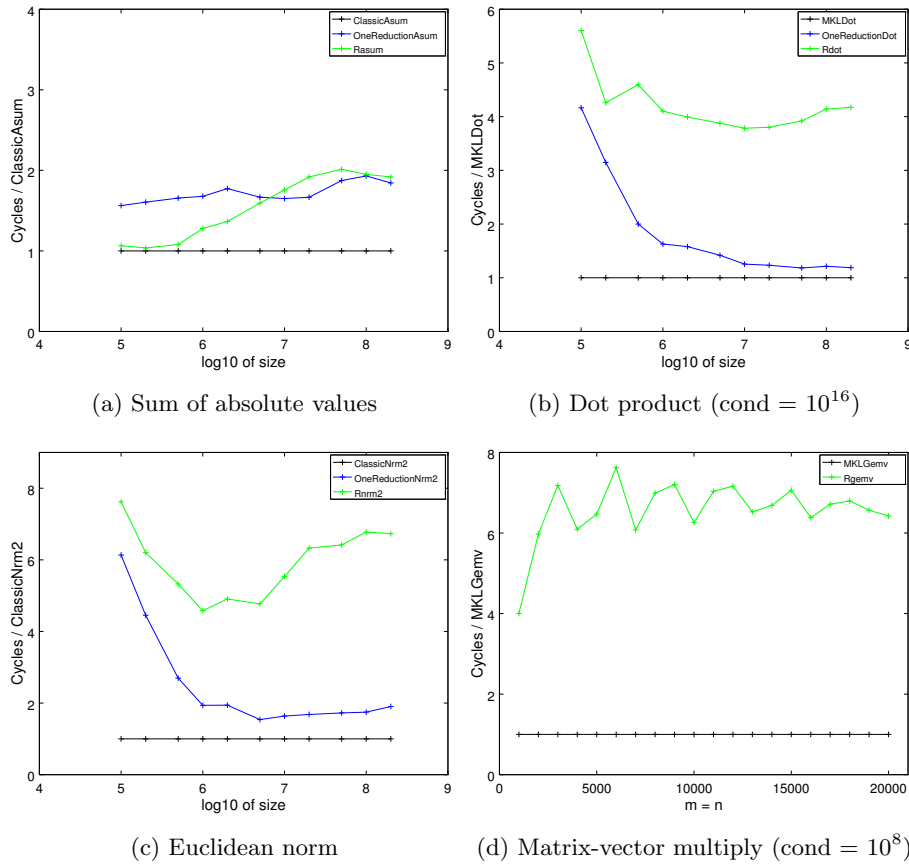 4
3
2
1
0
4
5
6
7
8
9
Cycles / ClassicAsum
log10 of size
ClassicAsum
OneReductionAsum
Rasum
(a) Sum of absolute values
6
5
4
3
2
1
0
4
5
6
7
8
9
Cycles / MKLDot
log10 of size
MKLDot
OneReductionDot
Rdot
(b) Dot product (cond = 10^16)
8
6
4
2
0
4
5
6
7
8
9
Cycles / ClassicNrm2
log10 of size
ClassicNrm2
OneReductionNrm2
Rnrm2
(c) Euclidean norm
8
6
4
2
0
0
5000
10000
15000
20000
Cycles / MKLGemv
m = n
MKLGemv
Rgemv
(d) Matrix-vector multiply (cond = 10^8)